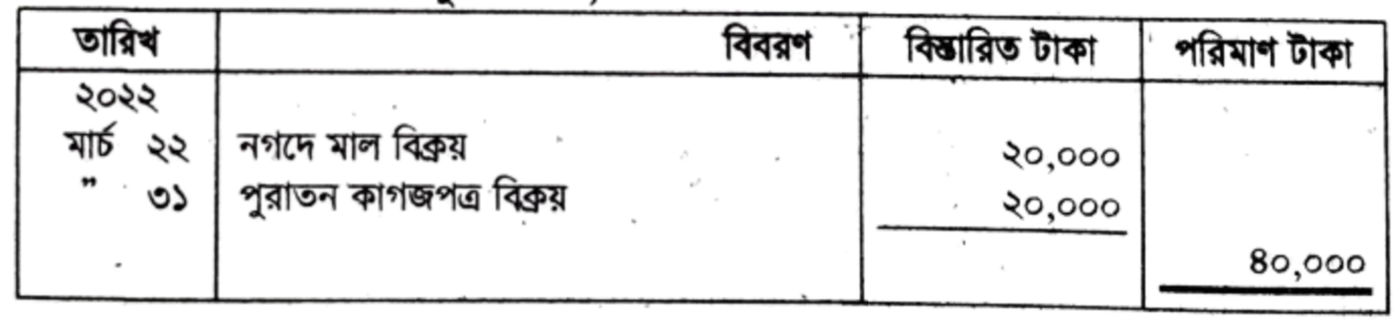 তারিখ বিবরণ বিস্তারিত টাকা পরিমাণ টাকা
২০২২
মার্চ ২২ নগদে মাল বিক্রয় ২০,০০০
" ৩১ পুরাতন কাগজপত্র বিক্রয় ২০,০০০
৪০,০০০